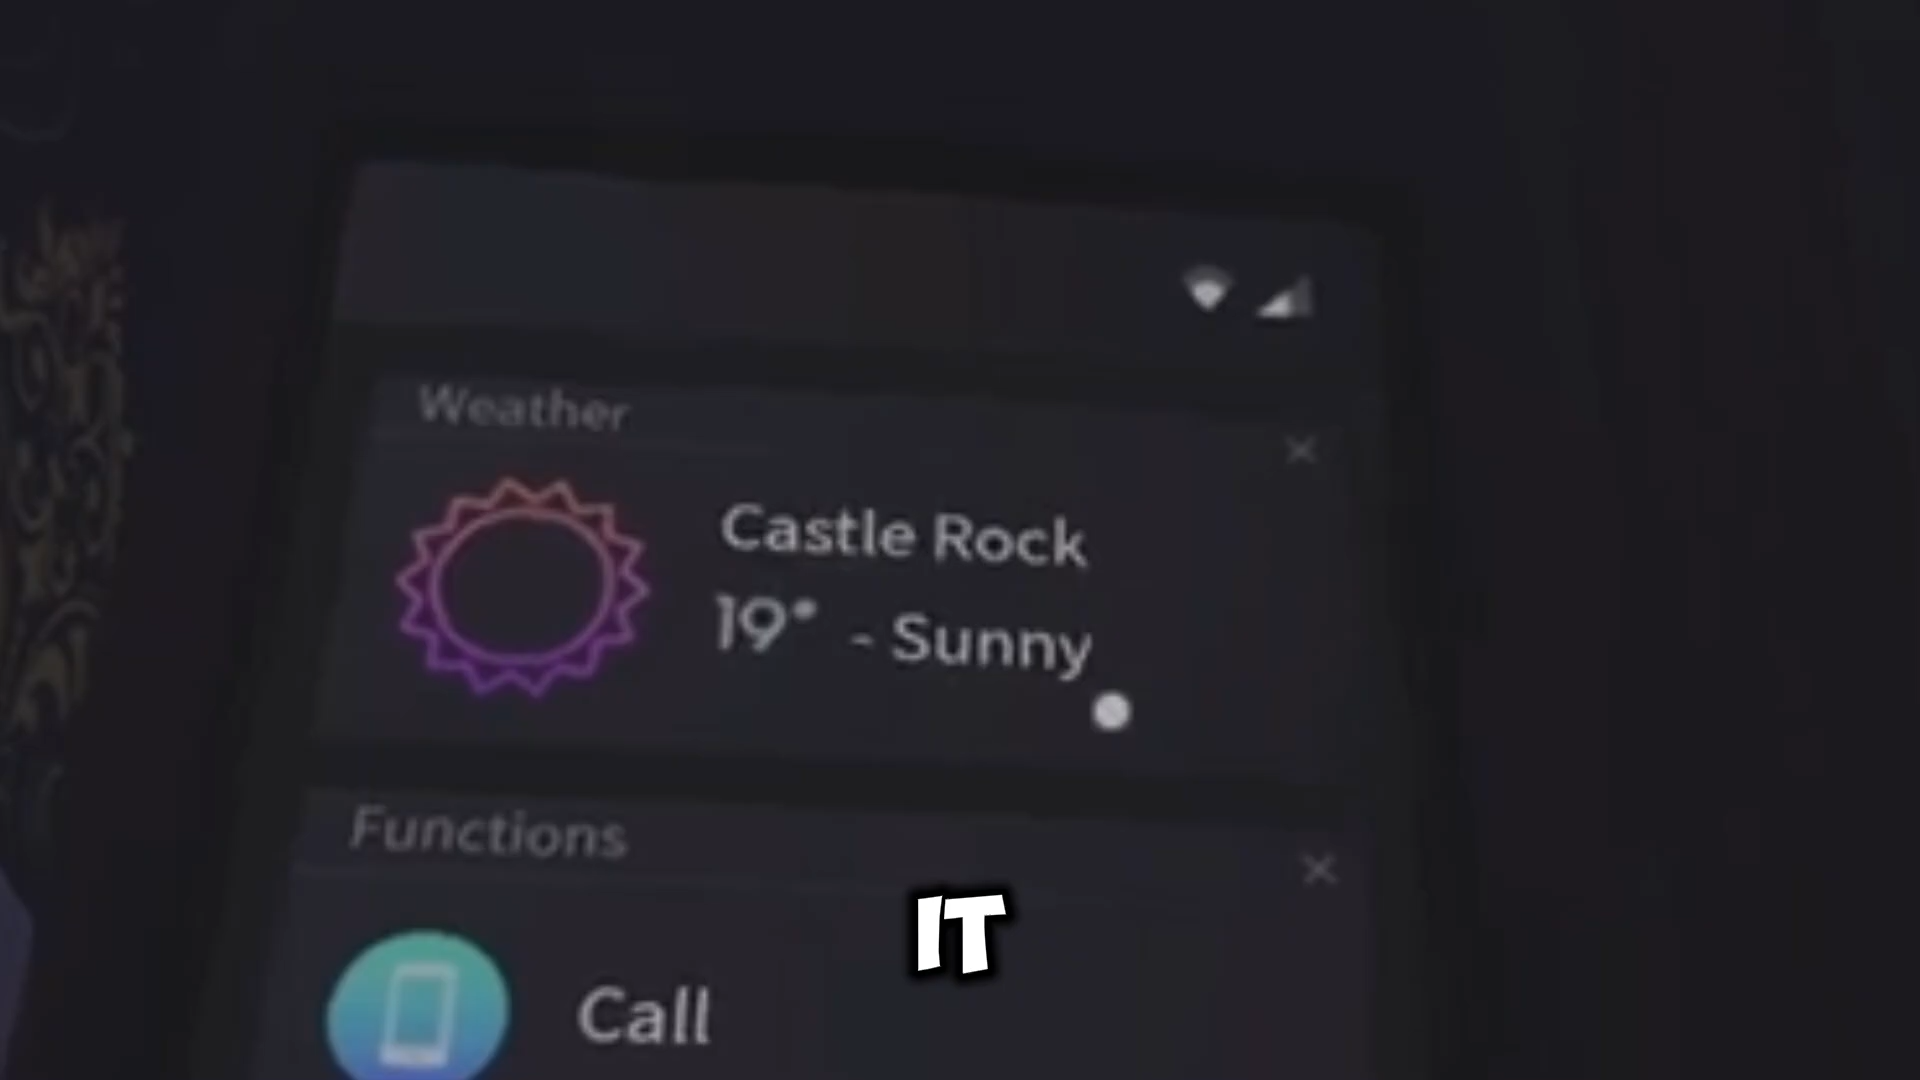 Weather
Castle Rock
19° - Sunny
Functions
IT
Call